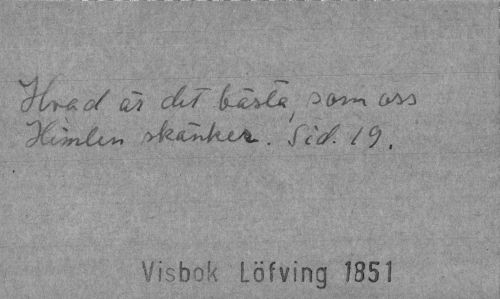 Hvad är det bästa, som oss
Himlen skänker. Sid. 19.
Visbok Löfving 1851